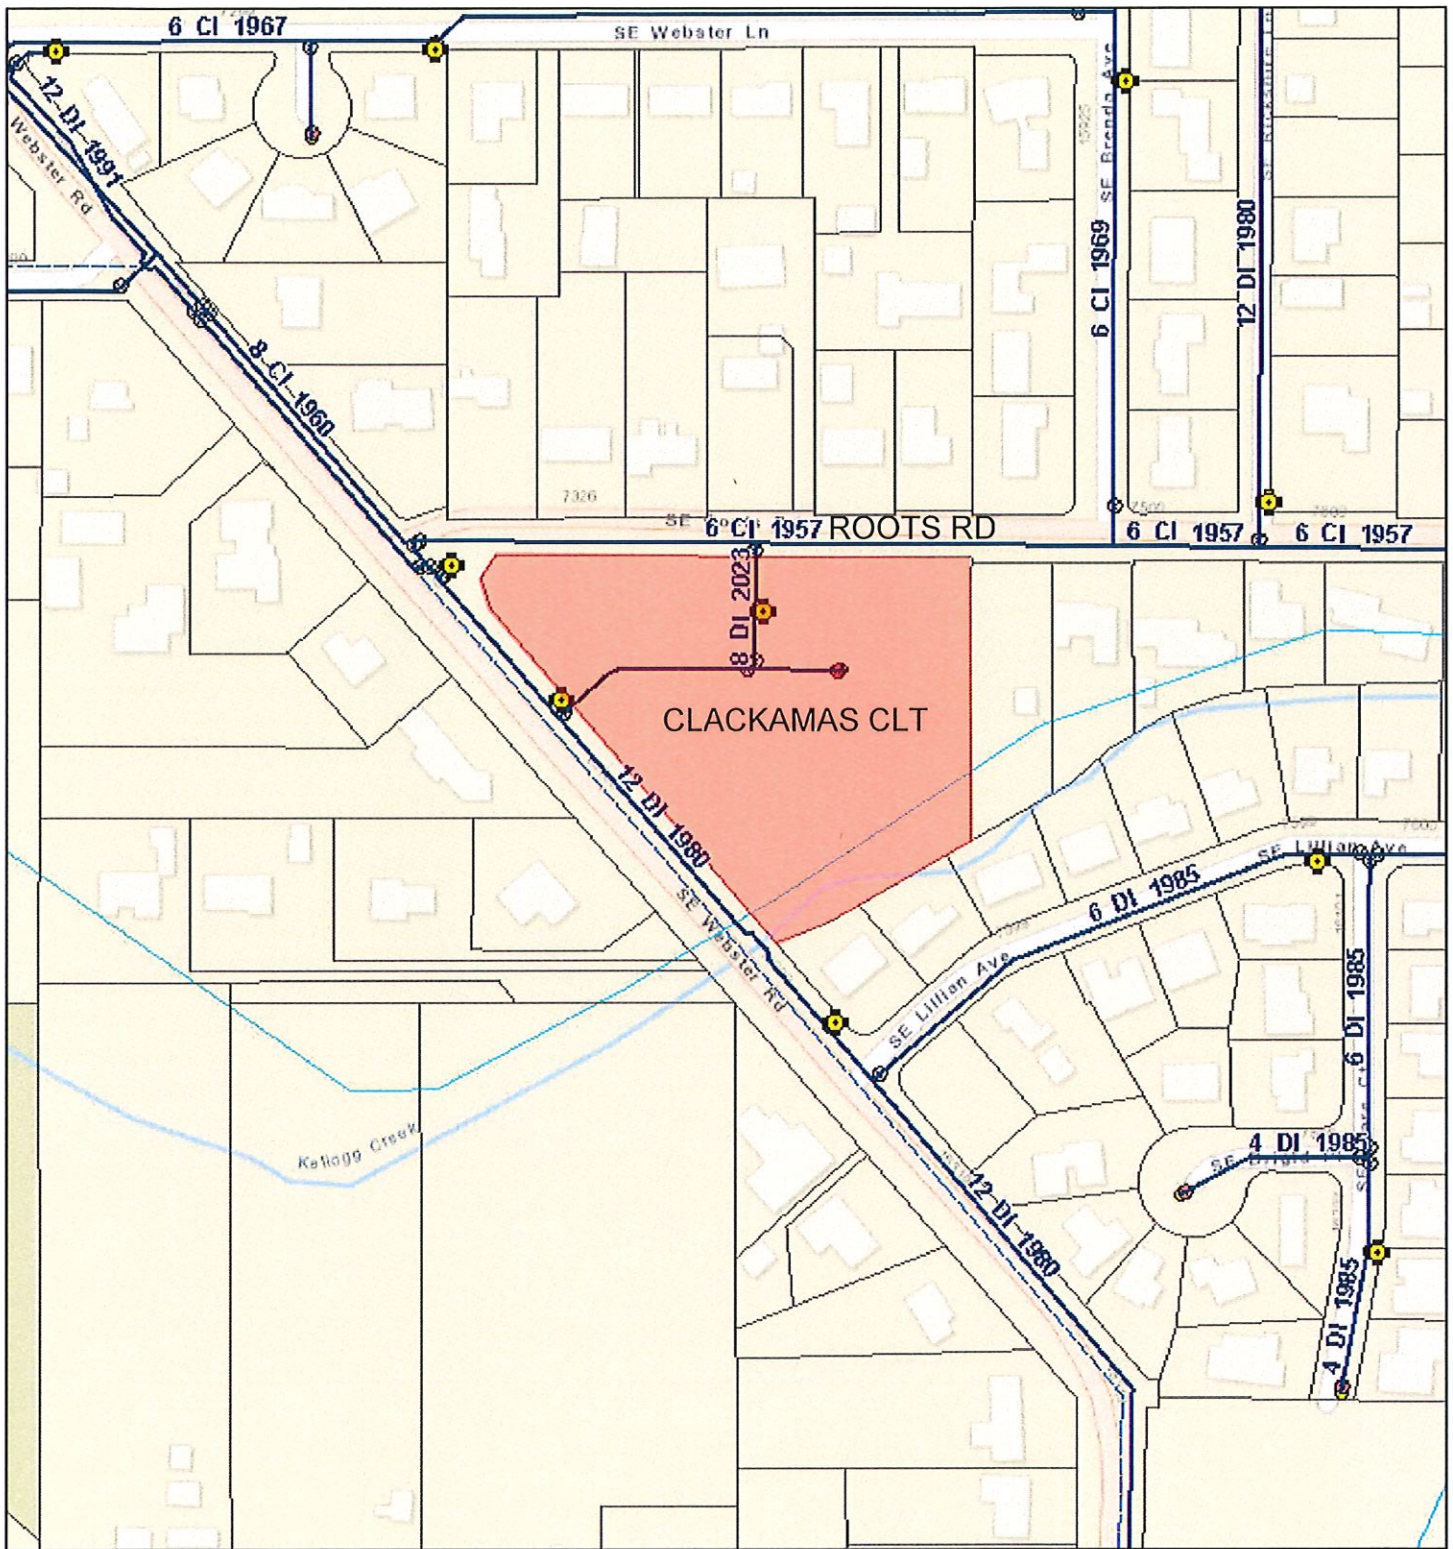 6 CI 1967
SE Webster Ln
12 DI 1991
Webster Rd
15925
SE Brenda Ave
6 CI 1969
12 DI 1980
8 CI 1960
7326
7500
6 CI 1957
ROOTS RD
6 CI 1957
6 CI 1957
8 DI 2023
CLACKAMAS CLT
12 DI 1980
SE Webster Rd
SE Lillian Ave
6 DI 1985
SE Lillian Ave
6 DI 1985
Kellogg Creek
4 DI 1985
12 DI 1980
4 DI 1985